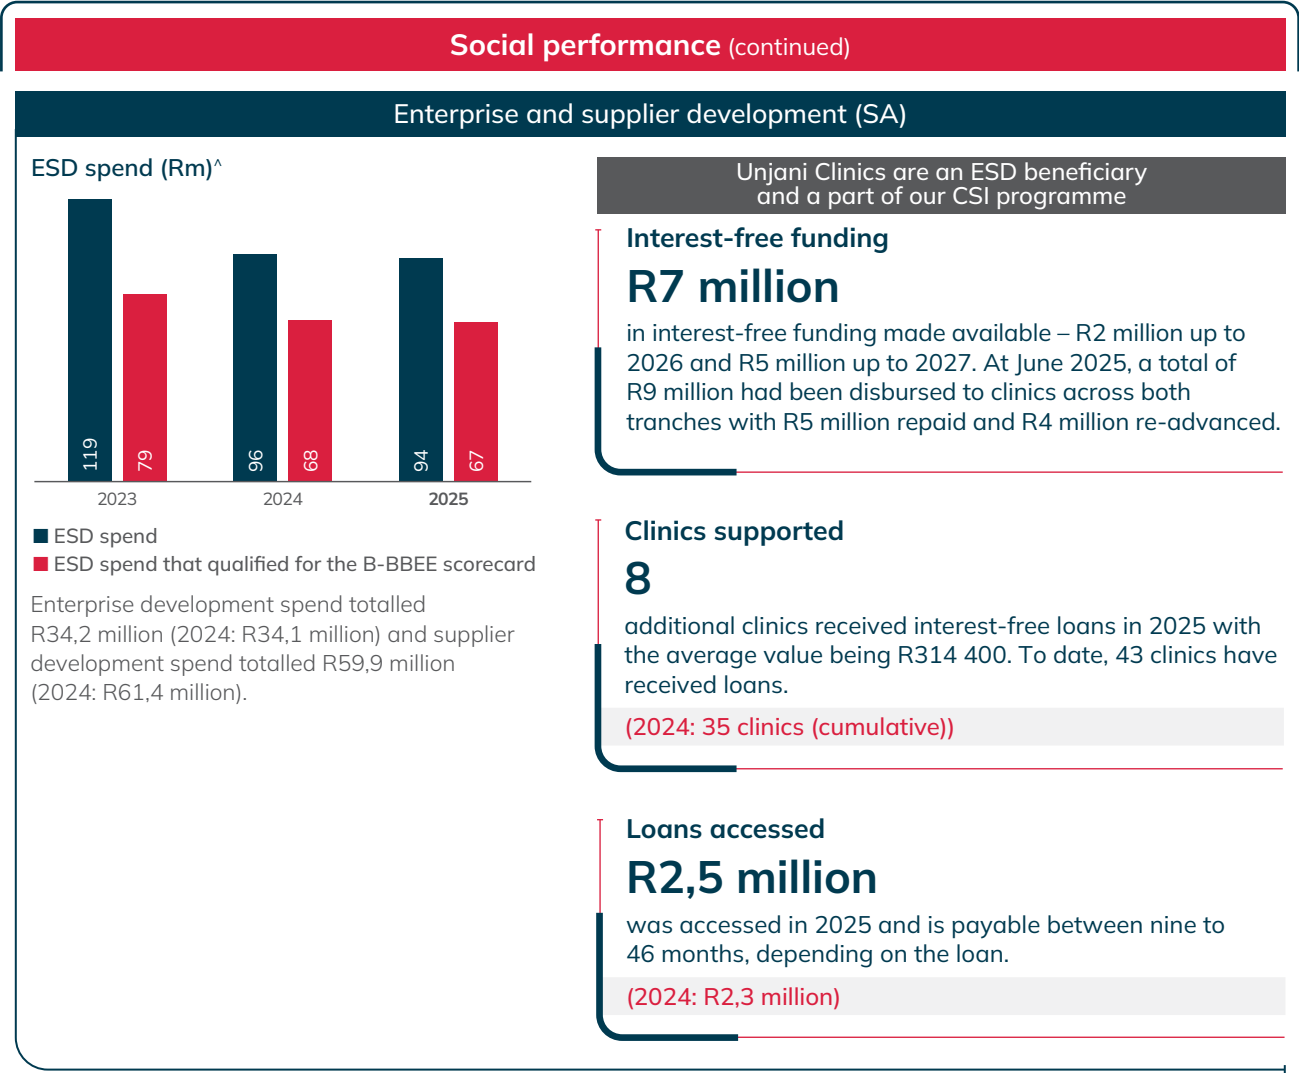 Social performance (continued)
Enterprise and supplier development (SA)
ESD spend (Rm)^
119
79
96
68
94
67
2023
2024
2025
ESD spend
ESD spend that qualified for the B-BBEE scorecard
Enterprise development spend totalled
R34,2 million (2024: R34,1 million) and supplier
development spend totalled R59,9 million
(2024: R61,4 million).
Unjani Clinics are an ESD beneficiary
and a part of our CSI programme
Interest-free funding
R7 million
in interest-free funding made available – R2 million up to
2026 and R5 million up to 2027. At June 2025, a total of
R9 million had been disbursed to clinics across both
tranches with R5 million repaid and R4 million re-advanced.
Clinics supported
8
additional clinics received interest-free loans in 2025 with
the average value being R314 400. To date, 43 clinics have
received loans.
(2024: 35 clinics (cumulative))
Loans accessed
R2,5 million
was accessed in 2025 and is payable between nine to
46 months, depending on the loan.
(2024: R2,3 million)